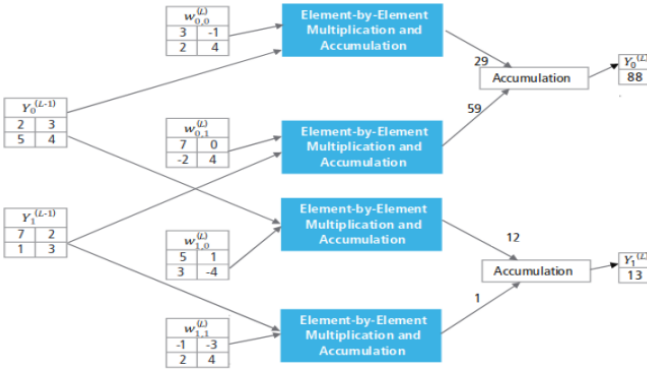 w0,0(L)
3 -1
2 4
Element-by-Element
Multiplication and
Accumulation
29
Accumulation
Y0(L)
88
Y0(L-1)
2 3
5 4
w0,1(L)
7 0
-2 4
Element-by-Element
Multiplication and
Accumulation
59
Y1(L-1)
7 2
1 3
w1,0(L)
5 1
3 -4
Element-by-Element
Multiplication and
Accumulation
12
Accumulation
Y1(L)
13
w1,1(L)
-1 -3
2 4
Element-by-Element
Multiplication and
Accumulation
1